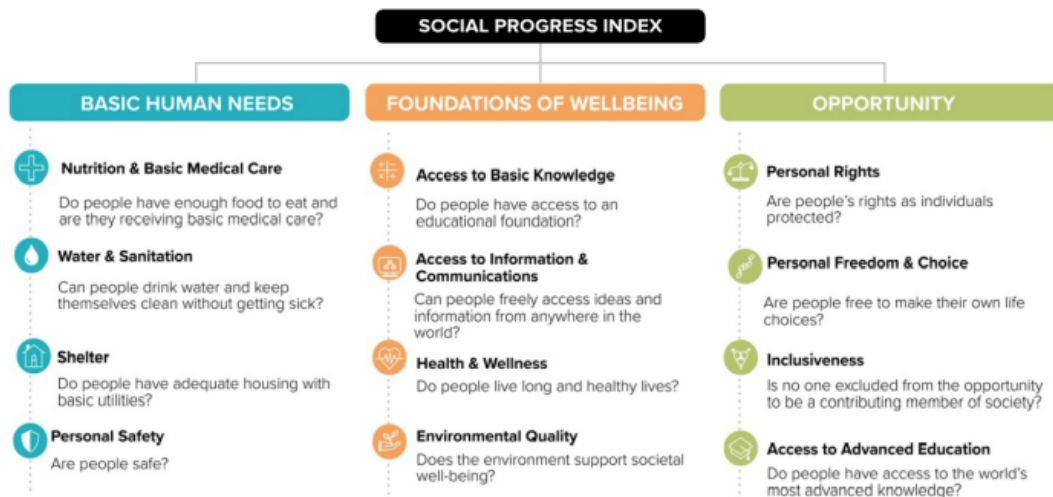 SOCIAL PROGRESS INDEX
BASIC HUMAN NEEDS
Nutrition & Basic Medical Care
Do people have enough food to eat and
are they receiving basic medical care?
Water & Sanitation
Can people drink water and keep
themselves clean without getting sick?
Shelter
Do people have adequate housing with
basic utilities?
Personal Safety
Are people safe?
FOUNDATIONS OF WELLBEING
Access to Basic Knowledge
Do people have access to an
educational foundation?
Access to Information &
Communications
Can people freely access ideas and
information from anywhere in the
world?
Health & Wellness
Do people live long and healthy lives?
Environmental Quality
Does the environment support societal
well-being?
OPPORTUNITY
Personal Rights
Are people's rights as individuals
protected?
Personal Freedom & Choice
Are people free to make their own life
choices?
Inclusiveness
Is no one excluded from the opportunity
to be a contributing member of society?
Access to Advanced Education
Do people have access to the world's
most advanced knowledge?